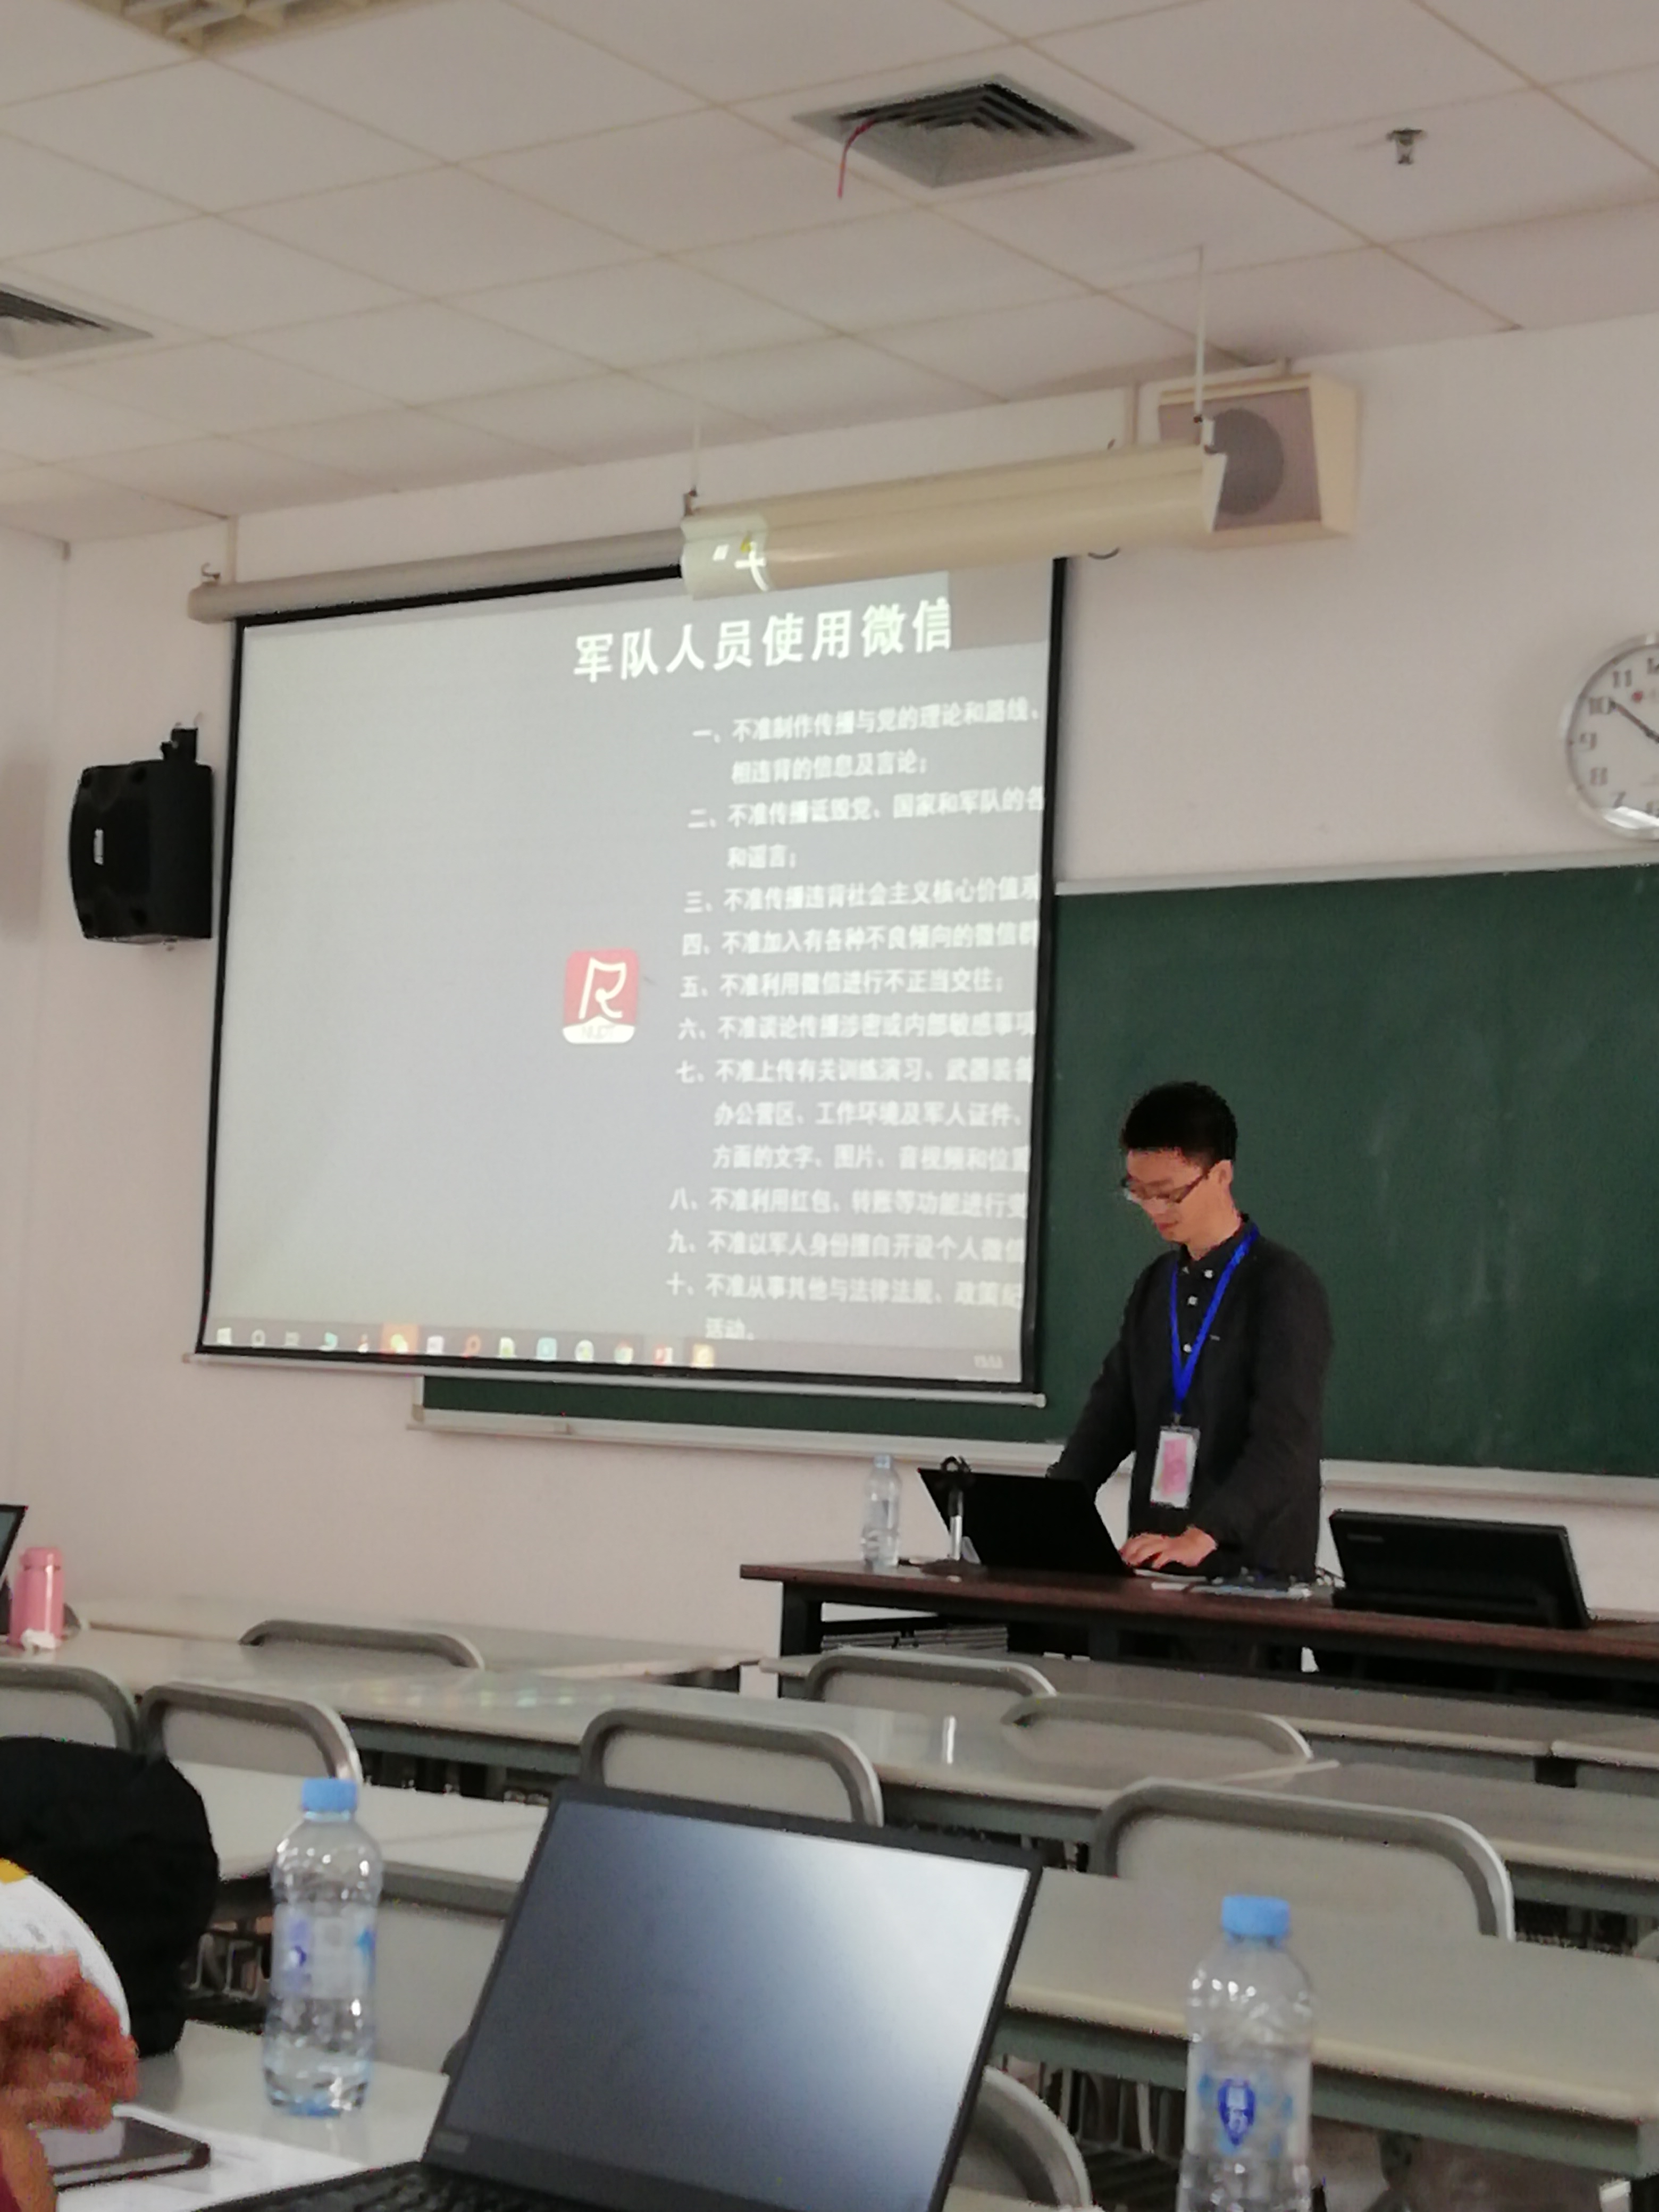 军队人员使用微信
一、不准制作传播与党的理论和路线、
相违背的信息及言论；
二、不准传播诋毁党、国家和军队的各
和谣言；
三、不准传播违背社会主义核心价值观
四、不准加入有各种不良倾向的微信群
五、不准利用微信进行不正当交往；
六、不准谈论传播涉密或内部敏感事项
七、不准上传有关训练演习、武器装备
办公营区、工作环境及军人证件、
方面的文字、图片、音视频和位置
八、不准利用红包、转账等功能进行变
九、不准以军人身份擅自开设个人微信
十、不准从事其他与法律法规、政策纪
活动。
NUDT
11
10
9
8
7